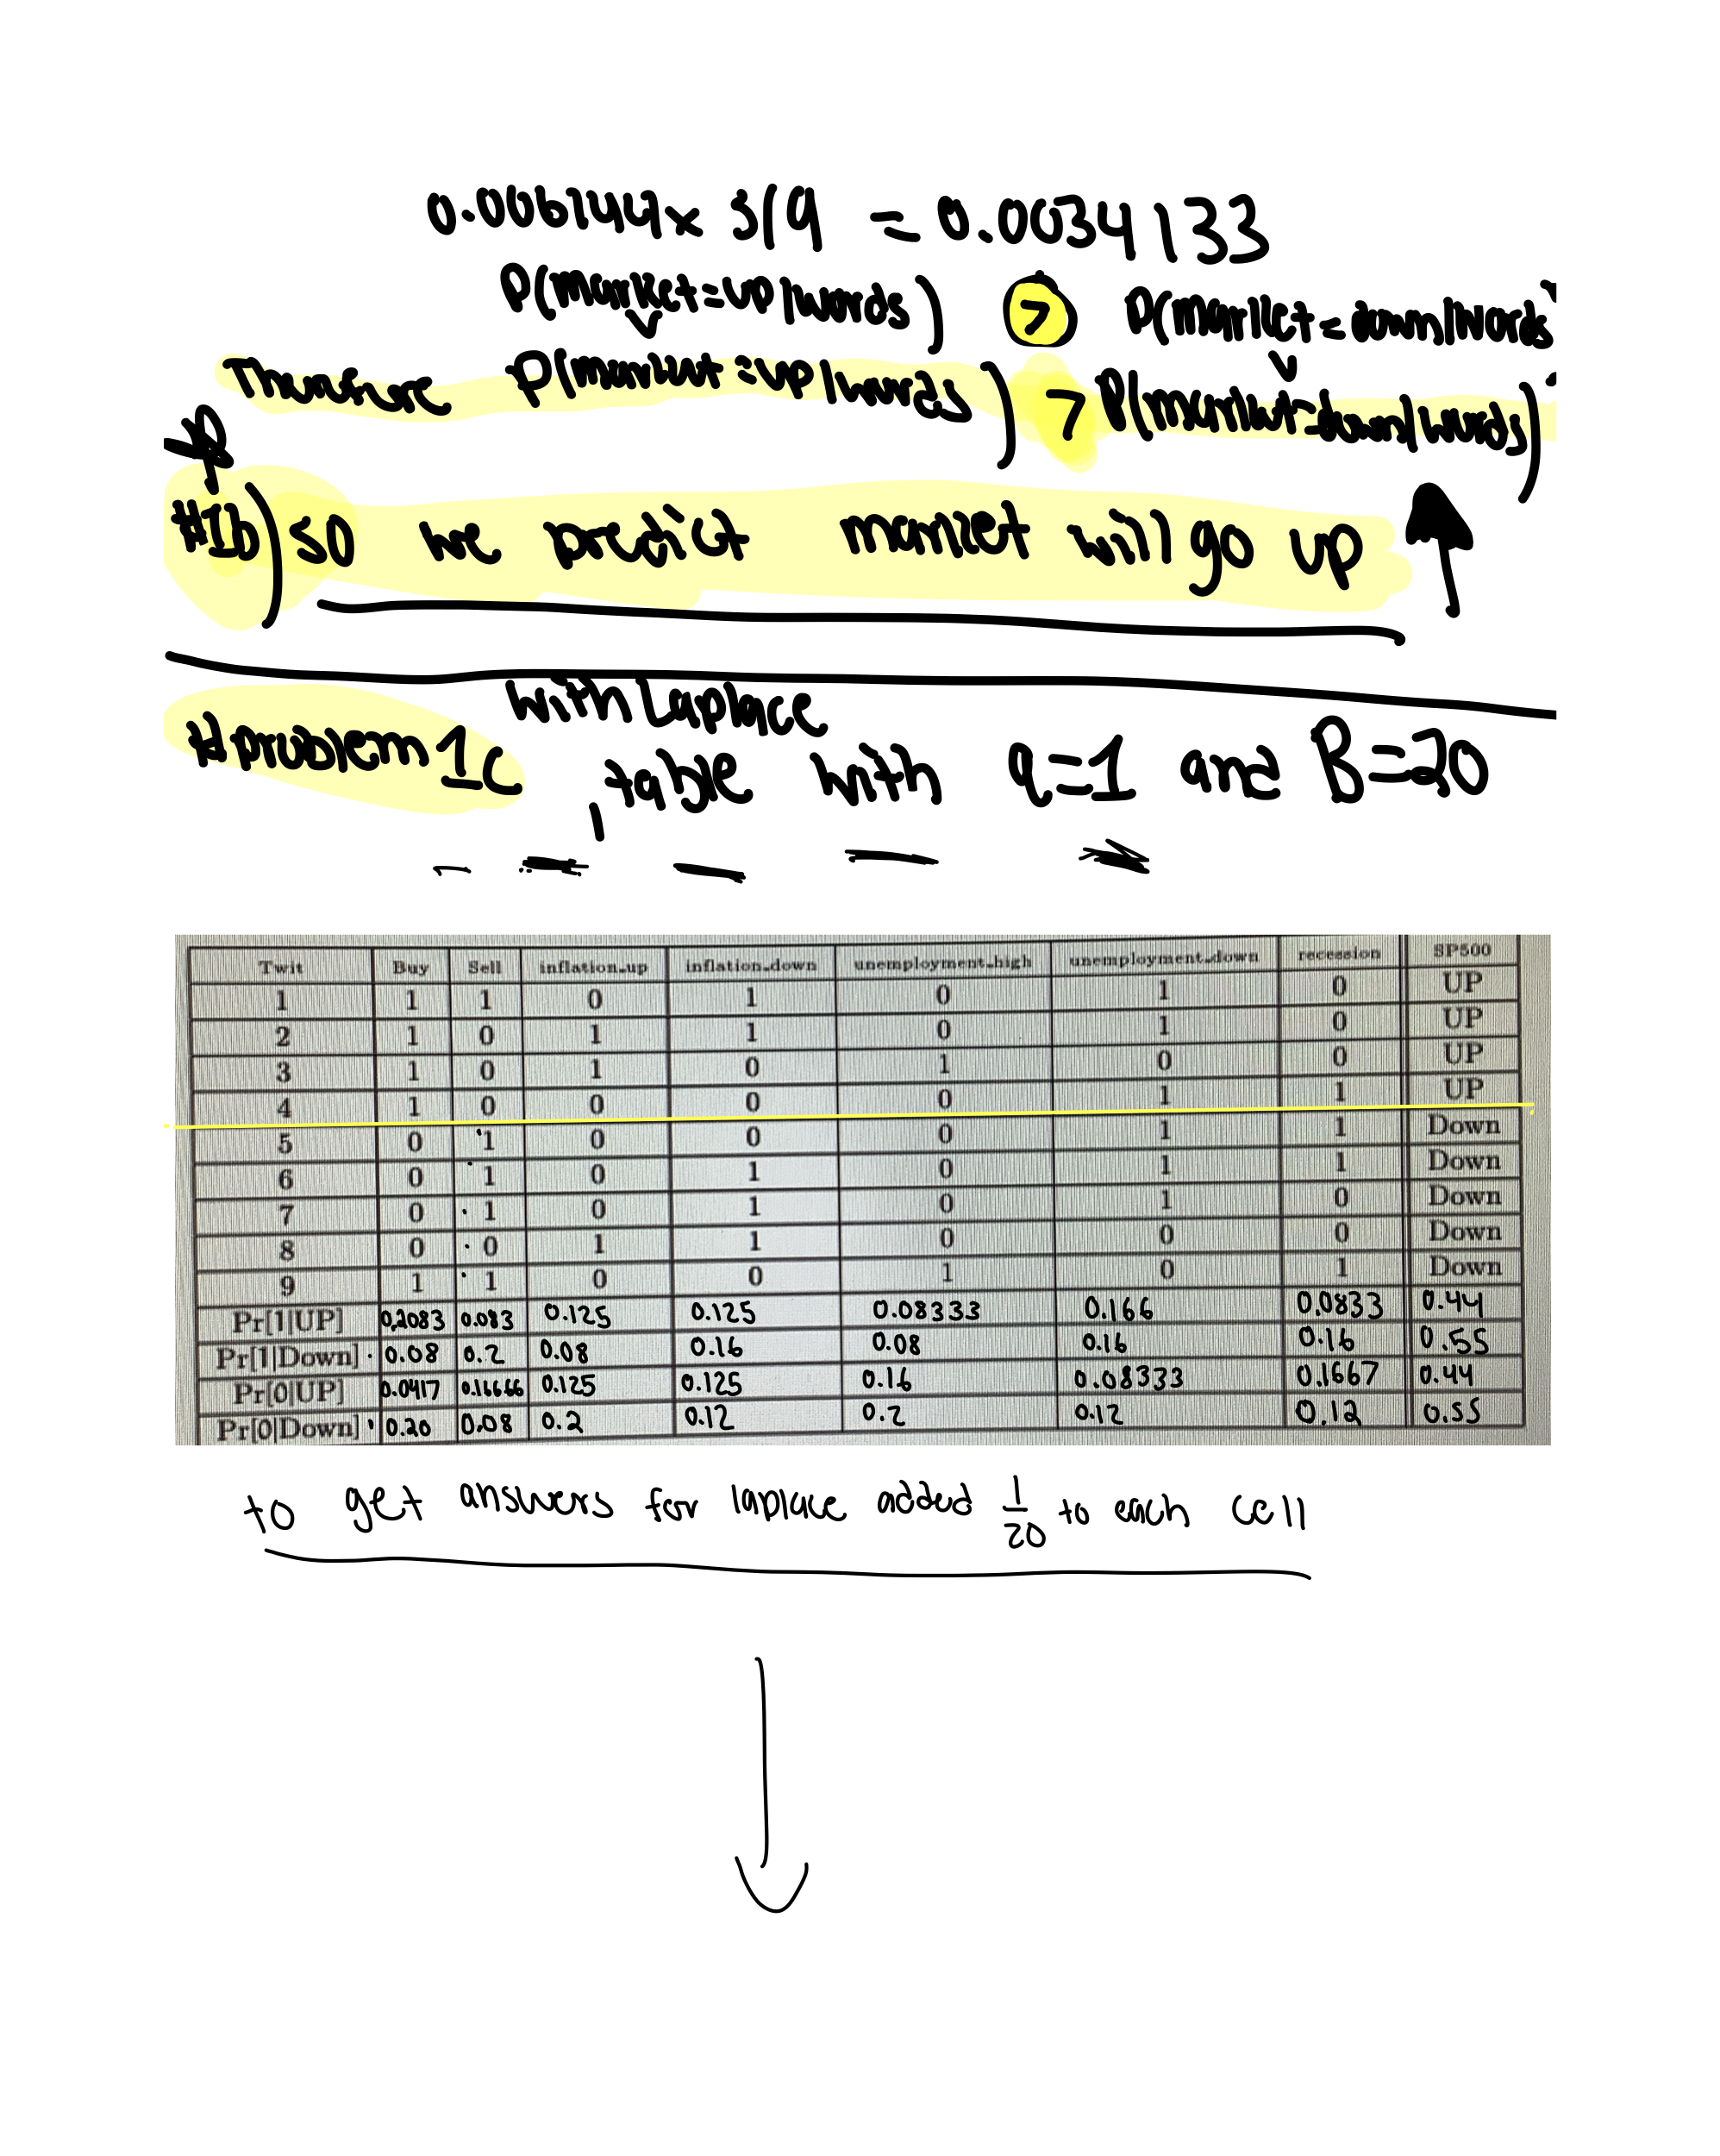 0.006144 x 5/9 = 0.0034133
P(market=up|words) > P(market=down|words)
Therefore P(market=up|words) > P(market=down|words)
#1b) so we predict market will go up
with Laplace
#problem 1c, table with a=1 and B=20
Twit Buy Sell inflation_up inflation_down unemployment_high unemployment_down recession SP500
1 1 1 0 1 0 1 0 UP
2 1 0 1 1 0 1 0 UP
3 1 0 1 0 1 0 0 UP
4 1 0 0 0 0 1 1 UP
5 0 1 0 0 0 1 1 Down
6 0 1 0 1 0 1 1 Down
7 0 1 0 1 0 1 0 Down
8 0 0 1 1 0 0 0 Down
9 1 1 0 0 1 0 1 Down
Pr[1|UP] 0.2083 0.083 0.125 0.125 0.08333 0.166 0.0833 0.44
Pr[1|Down] 0.08 0.2 0.08 0.16 0.08 0.16 0.16 0.55
Pr[0|UP] 0.0417 0.16666 0.125 0.125 0.16 0.08333 0.1667 0.44
Pr[0|Down] 0.20 0.08 0.2 0.12 0.2 0.12 0.12 0.55
to get answers for laplace added 1/20 to each cell